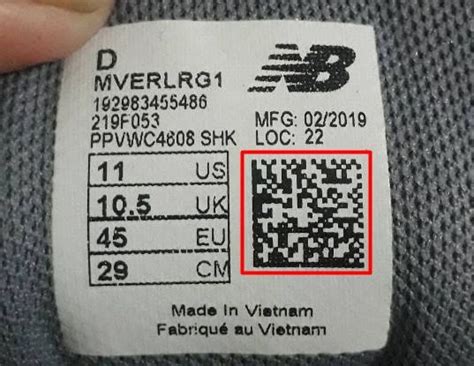 D
NB
MVERLRG1
192983455486
219F053
MFG: 02/2019
PPVWC4608 SHK
LOC: 22
11 US
10.5 UK
45 EU
29 CM
Made In Vietnam
Fabriqué au Vietnam